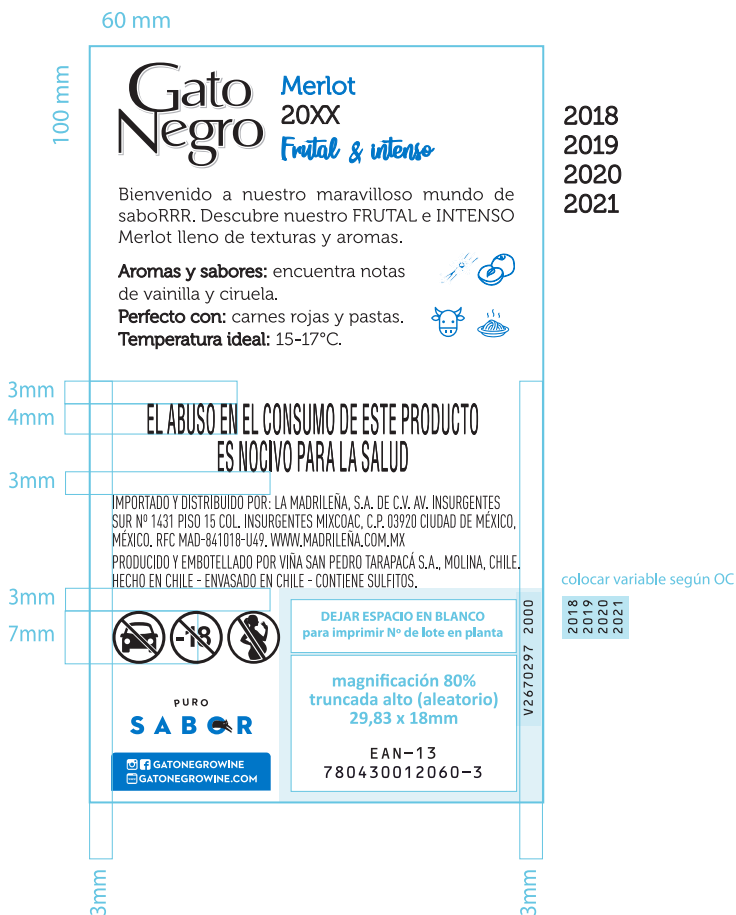 60 mm
100 mm
Gato
Negro
Merlot
20XX
Frutal & intenso
2018
2019
2020
2021
Bienvenido a nuestro maravilloso mundo de
saboRRR. Descubre nuestro FRUTAL e INTENSO
Merlot lleno de texturas y aromas.
Aromas y sabores: encuentra notas
de vainilla y ciruela.
Perfecto con: carnes rojas y pastas.
Temperatura ideal: 15-17°C.
3mm
4mm
EL ABUSO EN EL CONSUMO DE ESTE PRODUCTO
ES NOCIVO PARA LA SALUD
3mm
IMPORTADO Y DISTRIBUIDO POR: LA MADRILEÑA, S.A. DE C.V. AV. INSURGENTES
SUR Nº 1431 PISO 15 COL. INSURGENTES MIXCOAC, C.P. 03920 CIUDAD DE MÉXICO,
MÉXICO. RFC MAD-841018-U49. WWW.MADRILEÑA.COM.MX
PRODUCIDO Y EMBOTELLADO POR VIÑA SAN PEDRO TARAPACÁ S.A., MOLINA, CHILE.
HECHO EN CHILE - ENVASADO EN CHILE - CONTIENE SULFITOS.
3mm
7mm
-18
DEJAR ESPACIO EN BLANCO
para imprimir Nº de lote en planta
V2670297 2000
colocar variable según OC
2018
2019
2020
2021
magnificación 80%
truncada alto (aleatorio)
29,83 x 18mm
EAN-13
780430012060-3
PURO
SABOR
GATONEGROWINE
GATONEGROWINE.COM
3mm
3mm